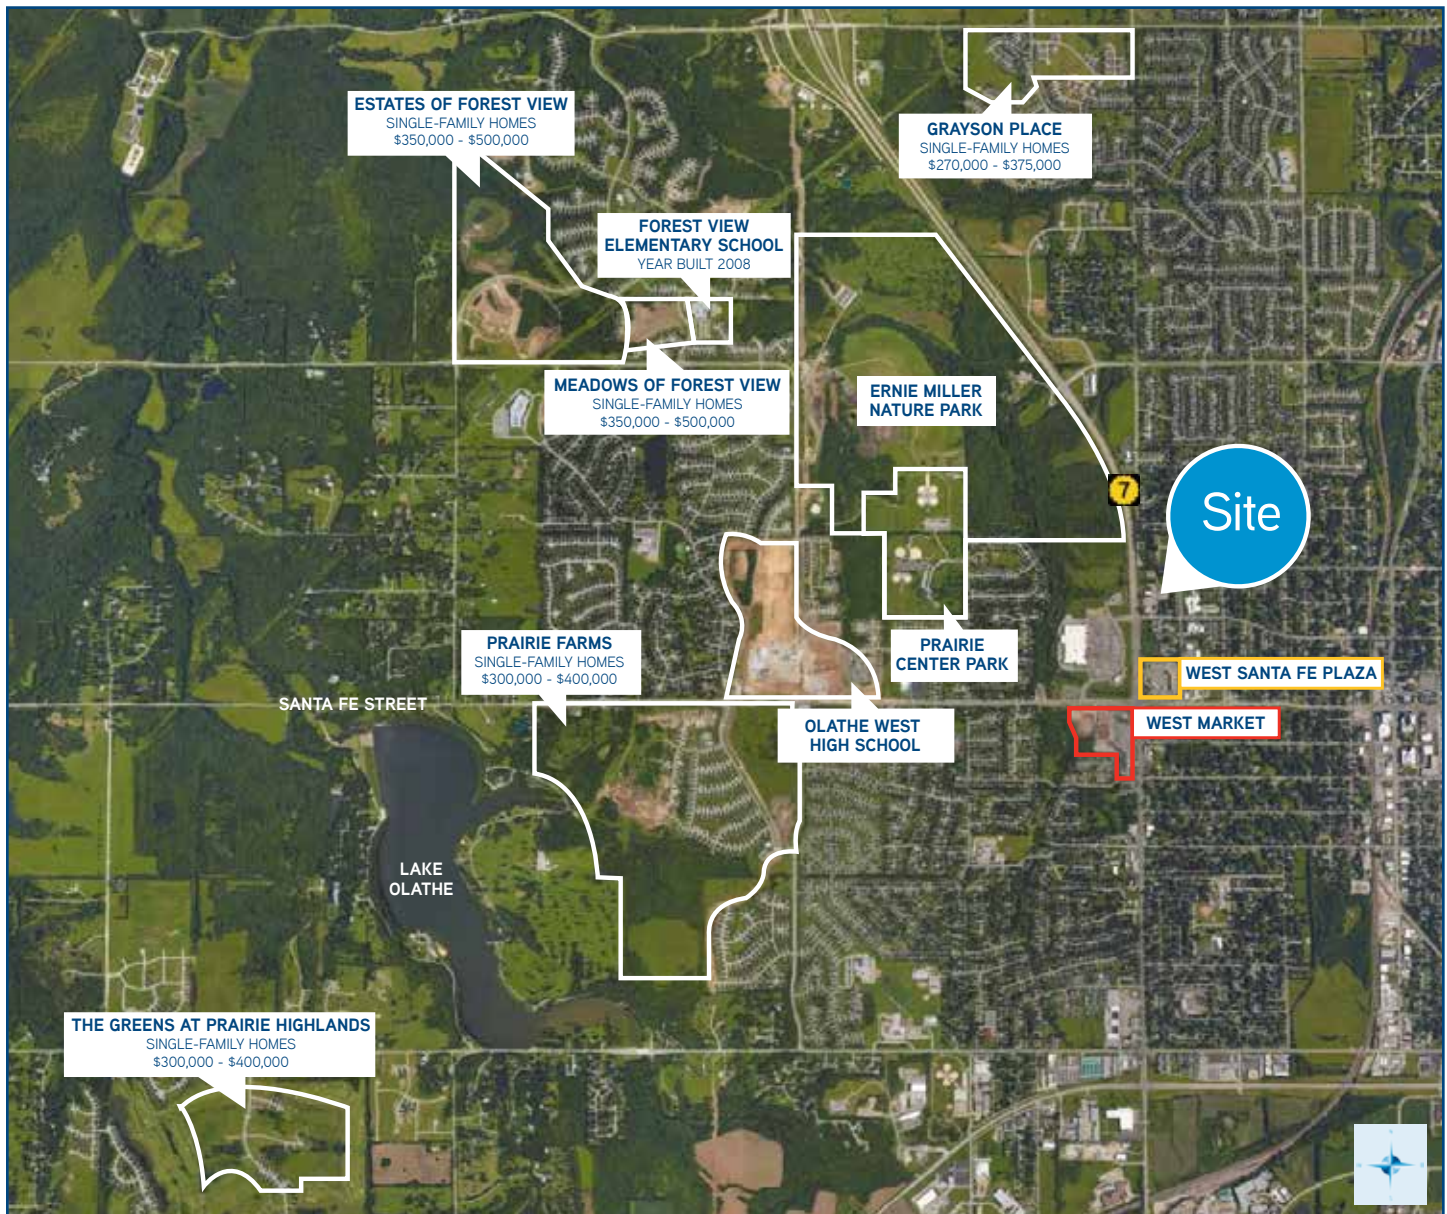 ESTATES OF FOREST VIEW
SINGLE-FAMILY HOMES
$350,000 - $500,000
GRAYSON PLACE
SINGLE-FAMILY HOMES
$270,000 - $375,000
FOREST VIEW
ELEMENTARY SCHOOL
YEAR BUILT 2008
MEADOWS OF FOREST VIEW
SINGLE-FAMILY HOMES
$350,000 - $500,000
ERNIE MILLER
NATURE PARK
7
Site
PRAIRIE FARMS
SINGLE-FAMILY HOMES
$300,000 - $400,000
PRAIRIE
CENTER PARK
WEST SANTA FE PLAZA
SANTA FE STREET
OLATHE WEST
HIGH SCHOOL
WEST MARKET
LAKE
OLATHE
THE GREENS AT PRAIRIE HIGHLANDS
SINGLE-FAMILY HOMES
$300,000 - $400,000